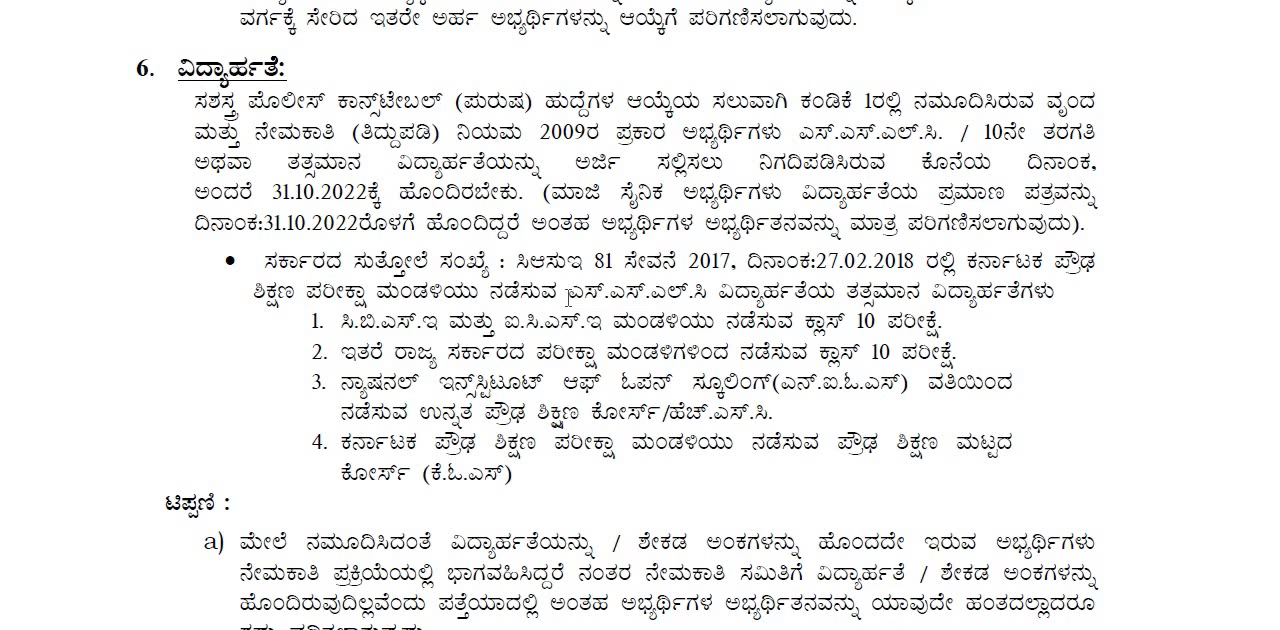 ವರ್ಗಕ್ಕೆ ಸೇರಿದ ಇತರೇ ಅರ್ಹ ಅಭ್ಯರ್ಥಿಗಳನ್ನು ಆಯ್ಕೆಗೆ ಪರಿಗಣಿಸಲಾಗುವುದು.
6. ವಿದ್ಯಾರ್ಹತೆ:
ಸಶಸ್ತ್ರ ಪೊಲೀಸ್ ಕಾನ್ಸ್‌ಟೇಬಲ್ (ಪುರುಷ) ಹುದ್ದೆಗಳ ಆಯ್ಕೆಯ ಸಲುವಾಗಿ ಕಂಡಿಕೆ 1ರಲ್ಲಿ ನಮೂದಿಸಿರುವ ವೃಂದ
ಮತ್ತು ನೇಮಕಾತಿ (ತಿದ್ದುಪಡಿ) ನಿಯಮ 2009ರ ಪ್ರಕಾರ ಅಭ್ಯರ್ಥಿಗಳು ಎಸ್.ಎಸ್.ಎಲ್.ಸಿ. / 10ನೇ ತರಗತಿ
ಅಥವಾ ತತ್ಸಮಾನ ವಿದ್ಯಾರ್ಹತೆಯನ್ನು ಅರ್ಜಿ ಸಲ್ಲಿಸಲು ನಿಗದಿಪಡಿಸಿರುವ ಕೊನೆಯ ದಿನಾಂಕ,
ಅಂದರೆ 31.10.2022ಕ್ಕೆ ಹೊಂದಿರಬೇಕು. (ಮಾಜಿ ಸೈನಿಕ ಅಭ್ಯರ್ಥಿಗಳು ವಿದ್ಯಾರ್ಹತೆಯ ಪ್ರಮಾಣ ಪತ್ರವನ್ನು
ದಿನಾಂಕ:31.10.2022ರೊಳಗೆ ಹೊಂದಿದ್ದರೆ ಅಂತಹ ಅಭ್ಯರ್ಥಿಗಳ ಅಭ್ಯರ್ಥಿತನವನ್ನು ಮಾತ್ರ ಪರಿಗಣಿಸಲಾಗುವುದು).
• ಸರ್ಕಾರದ ಸುತ್ತೋಲೆ ಸಂಖ್ಯೆ : ಸಿಆಸುಇ 81 ಸೇವನೆ 2017, ದಿನಾಂಕ:27.02.2018 ರಲ್ಲಿ ಕರ್ನಾಟಕ ಪ್ರೌಢ
ಶಿಕ್ಷಣ ಪರೀಕ್ಷಾ ಮಂಡಳಿಯು ನಡೆಸುವ ಎಸ್.ಎಸ್.ಎಲ್.ಸಿ ವಿದ್ಯಾರ್ಹತೆಯ ತತ್ಸಮಾನ ವಿದ್ಯಾರ್ಹತೆಗಳು
1. ಸಿ.ಬಿ.ಎಸ್.ಇ ಮತ್ತು ಐ.ಸಿ.ಎಸ್.ಇ ಮಂಡಳಿಯು ನಡೆಸುವ ಕ್ಲಾಸ್ 10 ಪರೀಕ್ಷೆ.
2. ಇತರೆ ರಾಜ್ಯ ಸರ್ಕಾರದ ಪರೀಕ್ಷಾ ಮಂಡಳಿಗಳಿಂದ ನಡೆಸುವ ಕ್ಲಾಸ್ 10 ಪರೀಕ್ಷೆ.
3. ನ್ಯಾಷನಲ್ ಇನ್ಸ್‌ಸ್ಟಿಟೂಟ್ ಆಫ್ ಓಪನ್ ಸ್ಕೂಲಿಂಗ್(ಎನ್.ಐ.ಓ.ಎಸ್) ವತಿಯಿಂದ
ನಡೆಸುವ ಉನ್ನತ ಪ್ರೌಢ ಶಿಕ್ಷಣ ಕೋರ್ಸ್/ಹೆಚ್.ಎಸ್.ಸಿ.
4. ಕರ್ನಾಟಕ ಪ್ರೌಢ ಶಿಕ್ಷಣ ಪರೀಕ್ಷಾ ಮಂಡಳಿಯು ನಡೆಸುವ ಪ್ರೌಢ ಶಿಕ್ಷಣ ಮಟ್ಟದ
ಕೋರ್ಸ್ (ಕೆ.ಓ.ಎಸ್)
ಟಿಪ್ಪಣಿ :
a) ಮೇಲೆ ನಮೂದಿಸಿದಂತೆ ವಿದ್ಯಾರ್ಹತೆಯನ್ನು / ಶೇಕಡ ಅಂಕಗಳನ್ನು ಹೊಂದದೇ ಇರುವ ಅಭ್ಯರ್ಥಿಗಳು
ನೇಮಕಾತಿ ಪ್ರಕ್ರಿಯೆಯಲ್ಲಿ ಭಾಗವಹಿಸಿದ್ದರೆ ನಂತರ ನೇಮಕಾತಿ ಸಮಿತಿಗೆ ವಿದ್ಯಾರ್ಹತೆ / ಶೇಕಡ ಅಂಕಗಳನ್ನು
ಹೊಂದಿರುವುದಿಲ್ಲವೆಂದು ಪತ್ತೆಯಾದಲ್ಲಿ ಅಂತಹ ಅಭ್ಯರ್ಥಿಗಳ ಅಭ್ಯರ್ಥಿತನವನ್ನು ಯಾವುದೇ ಹಂತದಲ್ಲಾದರೂ